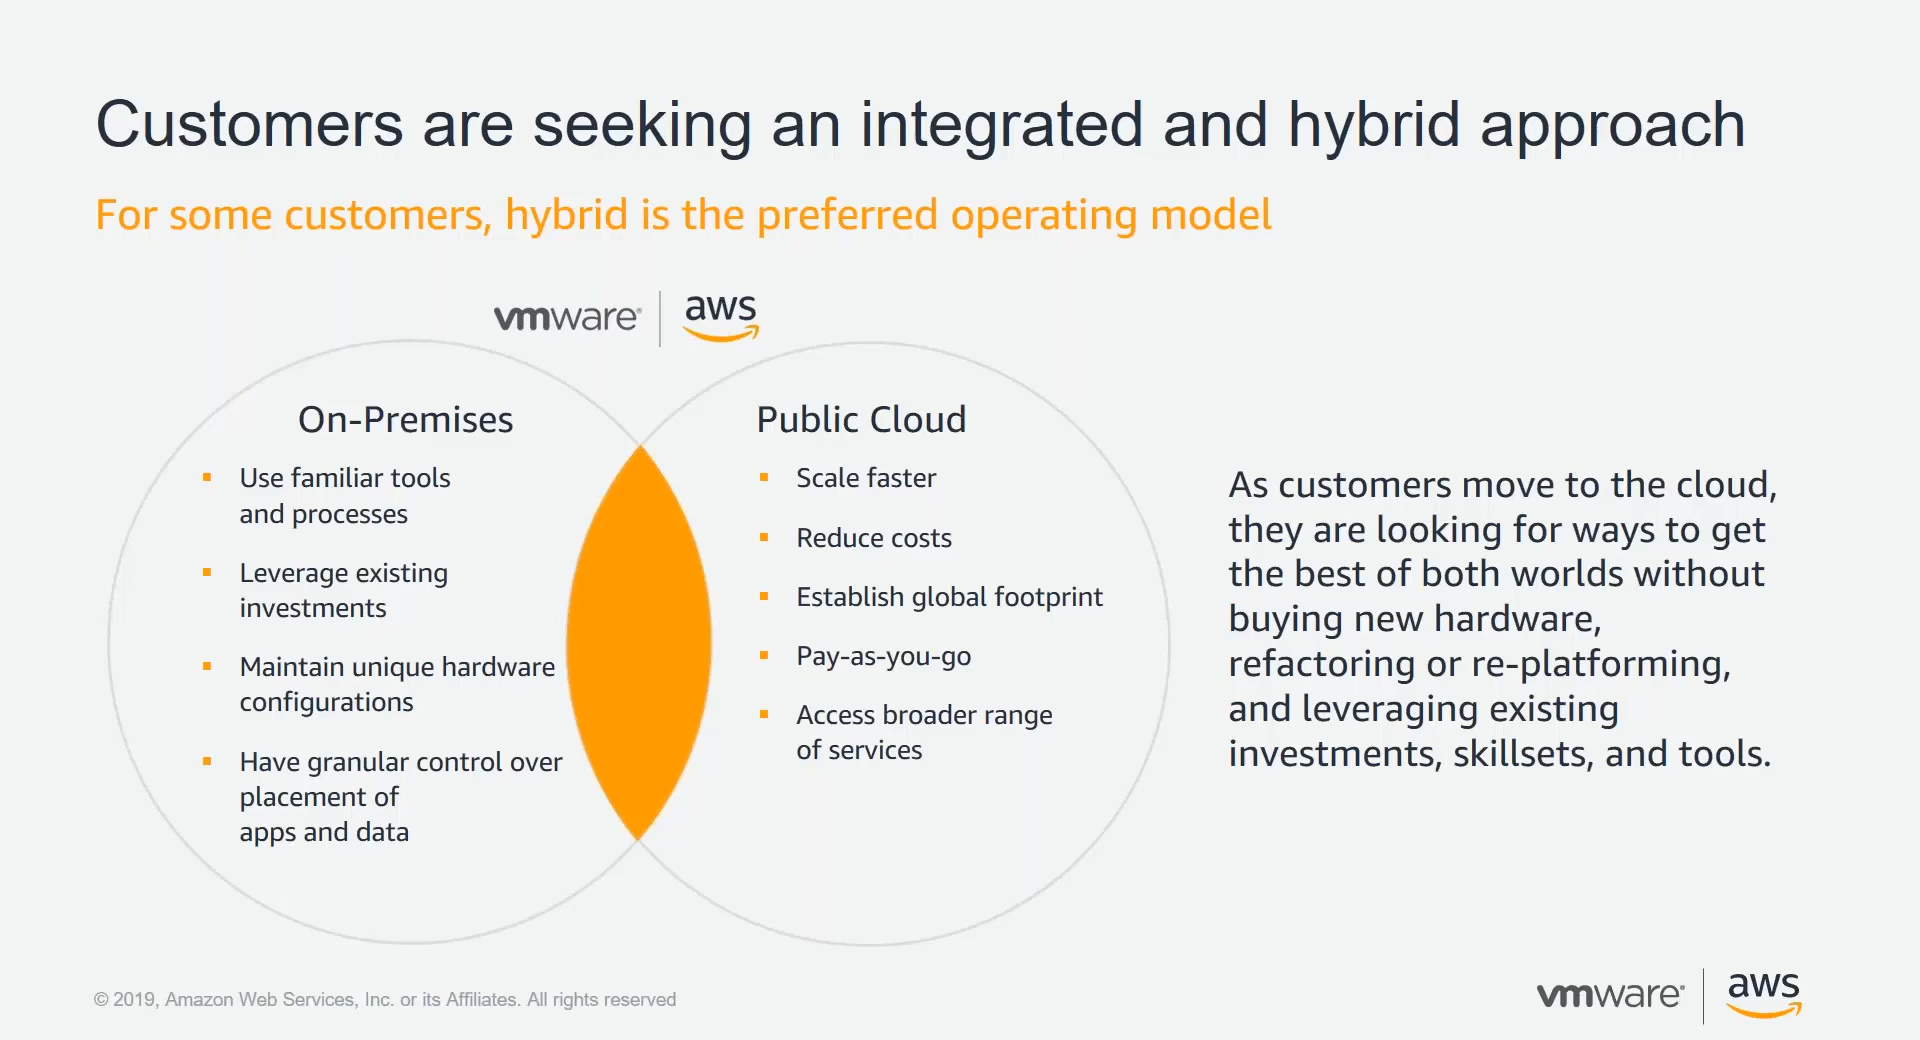 Customers are seeking an integrated and hybrid approach
For some customers, hybrid is the preferred operating model
vmware® | aws
On-Premises
▪ Use familiar tools
and processes
▪ Leverage existing
investments
▪ Maintain unique hardware
configurations
▪ Have granular control over
placement of
apps and data
Public Cloud
▪ Scale faster
▪ Reduce costs
▪ Establish global footprint
▪ Pay-as-you-go
▪ Access broader range
of services
As customers move to the cloud,
they are looking for ways to get
the best of both worlds without
buying new hardware,
refactoring or re-platforming,
and leveraging existing
investments, skillsets, and tools.
© 2019, Amazon Web Services, Inc. or its Affiliates. All rights reserved
vmware® | aws